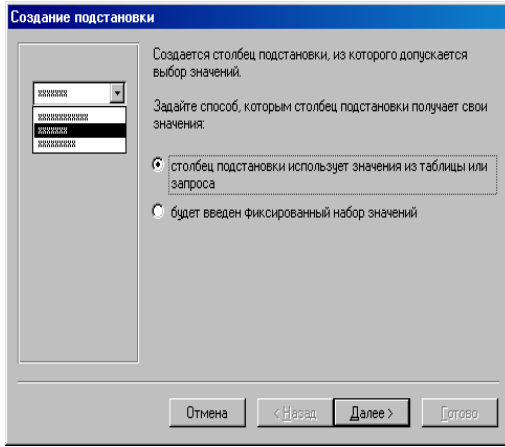 Создание подстановки
Создается столбец подстановки, из которого допускается
выбор значений.
Задайте способ, которым столбец подстановки получает свои
значения:
столбец подстановки использует значения из таблицы или
запроса
будет введен фиксированный набор значений
Отмена
< Назад
Далее >
Готово